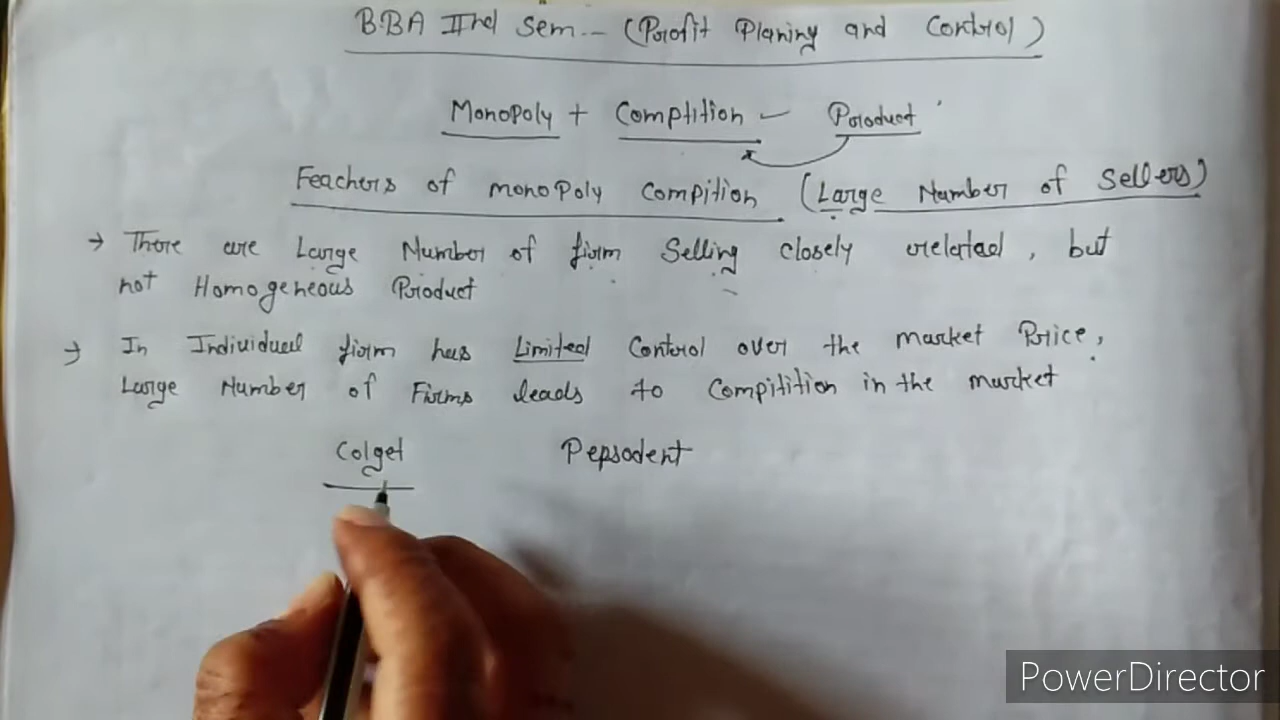 BBA IInd Sem.- (Profit Planing and Control)
Monopoly + Comptition - Product
Feachers of monopoly Compition (Large Number of Sellers)
→ There are Large Number of firm Selling closely related, but
not Homogeneous Product
→ In Individual firm has Limited Control over the market Price,
Large Number of Firms leads to Compitition in the market
Colget Pepsodent
PowerDirector